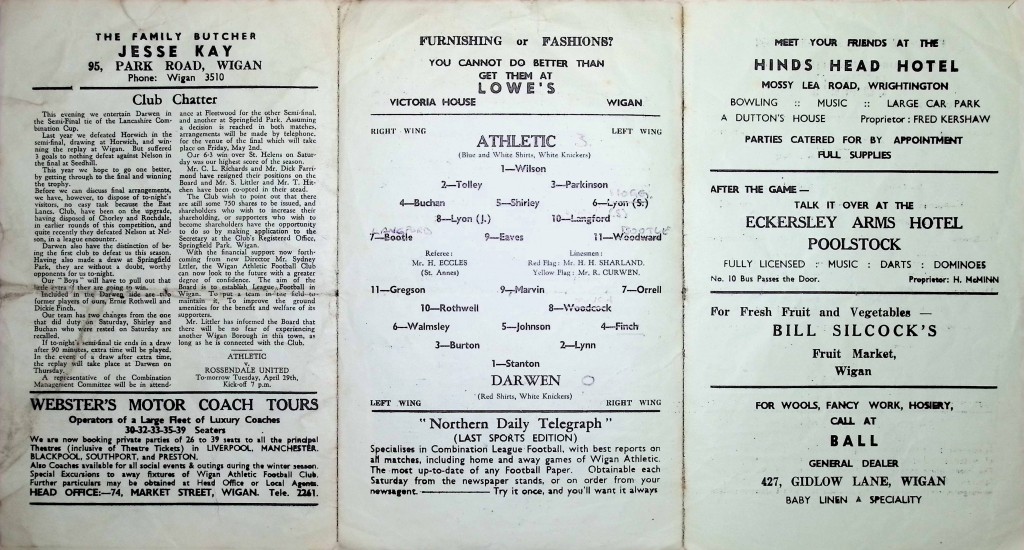 THE FAMILY BUTCHER
JESSE KAY
95, PARK ROAD, WIGAN
Phone: Wigan 3510
Club Chatter
This evening we entertain Darwen in
the Semi-Final tie of the Lancashire Com-
bination Cup.
Last year we defeated Horwich in the
semi-final, drawing at Horwich, and win-
ning the replay at Wigan. But suffered
3 goals to nothing defeat against Nelson in
the final at Seedhill.
This year we hope to go one better,
by getting through to the final and winning
the trophy.
Before we can discuss final arrangements,
we have, however, to dispose of to-night's
visitors, no easy task because the East
Lancs. Club, have been on the upgrade,
having disposed of Chorley and Rochdale,
in earlier rounds of this competition, and
quite recently they defeated Nelson at Nel-
son, in a league encounter.
Darwen also have the distinction of be-
ing the first club to defeat us this season.
Having also made a draw at Springfield
Park, they are without a doubt, worthy
opponents for us to-night.
Our "Boys" will have to pull out that
little extra if they are going to win.
Included in the Darwen side are two
former players of ours, Ernie Rothwell and
Dickie Finch.
Our team has two changes from the one
that did duty on Saturday, Shirley and
Buchan who were rested on Saturday are
recalled.
If to-night's semi-final tie ends in a draw
after 90 minutes, extra time will be played.
In the event of a draw after extra time,
the replay will take place at Darwen on
Thursday.
A representative of the Combination
Management Committee will be in attend-
ance at Fleetwood for the other Semi-final,
and another at Springfield Park. Assuming
a decision is reached in both matches,
arrangements will be made by telephone,
for the venue of the final which will take
place on Friday, May 2nd.
Our 6-3 win over St. Helens on Satur-
day was our highest score of the season.
Mr. C. L. Richards and Mr. Dick Farri-
mond have resigned their positions on the
Board and Mr. S. Littler and Mr. T. Hit-
chen have been co-opted in their stead.
The Club wish to point out that there
are still some 750 shares to be issued, and
shareholders who wish to increase their
shareholding, or supporters who wish to
become shareholders have the opportunity
to do so by making application to the
Secretary at the Club's Registered Office,
Springfield Park, Wigan.
With the financial support now forth-
coming from new Director Mr. Sydney
Littler, the Wigan Athletic Football Club
can now look to the future with a greater
degree of confidence. The aim of the
Board is to establish League Football in
Wigan. To put a team in the field to
maintain it. To improve the ground
amenities for the benefit and welfare of its
supporters.
Mr. Littler has informed the Board that
there will be no fear of experiencing
another Wigan Borough in this town, as
long as he is connected with the Club.
ATHLETIC
v.
ROSSENDALE UNITED
To-morrow Tuesday, April 29th,
Kick-off 7 p.m.
WEBSTER'S MOTOR COACH TOURS
Operators of a Large Fleet of Luxury Coaches
30-32-33-35-39 Seaters
We are now booking private parties of 26 to 39 seats to all the principal
Theatres (inclusive of Theatre Tickets) in LIVERPOOL, MANCHESTER,
BLACKPOOL, SOUTHPORT, and PRESTON.
Also Coaches available for all social events & outings during the winter season.
Special Excursions to away fixtures of Wigan Athletic Football Club.
Further particulars may be obtained at Head Office or Local Agents.
HEAD OFFICE:—74, MARKET STREET, WIGAN. Tele. 2261.
FURNISHING or FASHIONS?
YOU CANNOT DO BETTER THAN
GET THEM AT
LOWE'S
VICTORIA HOUSE WIGAN
RIGHT WING LEFT WING
ATHLETIC 3
(Blue and White Shirts, White Knickers)
1—Wilson
2—Tolley 3—Parkinson
4—Buchan 5—Shirley 6—Lyon (S.)
8—Lyon (J.) 10—Langford
LANGFORD BOOTLE
7—Bootle 9—Eaves 11—Woodward
Referee: Linesmen:
Mr. H. ECCLES Red Flag: Mr. H. H. SHARLAND.
(St. Annes) Yellow Flag: Mr. R. CURWEN.
11—Gregson 9—Marvin 7—Orrell
10—Rothwell 8—Woodcock
6—Walmsley 5—Johnson 4—Finch
3—Burton 2—Lynn
1—Stanton
DARWEN 0
(Red Shirts, White Knickers)
LEFT WING RIGHT WING
"Northern Daily Telegraph"
(LAST SPORTS EDITION)
Specialises in Combination League Football, with best reports on
all matches, including home and away games of Wigan Athletic.
The most up-to-date of any Football Paper. Obtainable each
Saturday from the newspaper stands, or on order from your
newsagent. ———— Try it once, and you'll want it always
MEET YOUR FRIENDS AT THE
HINDS HEAD HOTEL
MOSSY LEA ROAD, WRIGHTINGTON
BOWLING :: MUSIC :: LARGE CAR PARK
A DUTTON'S HOUSE Proprietor: FRED KERSHAW
PARTIES CATERED FOR BY APPOINTMENT
FULL SUPPLIES
AFTER THE GAME—
TALK IT OVER AT THE
ECKERSLEY ARMS HOTEL
POOLSTOCK
FULLY LICENSED : MUSIC : DARTS : DOMINOES
No. 10 Bus Passes the Door. Proprietor: H. McMINN
For Fresh Fruit and Vegetables —
BILL SILCOCK'S
Fruit Market,
Wigan
FOR WOOLS, FANCY WORK, HOSIERY,
CALL AT
BALL
GENERAL DEALER
427, GIDLOW LANE, WIGAN
BABY LINEN A SPECIALITY